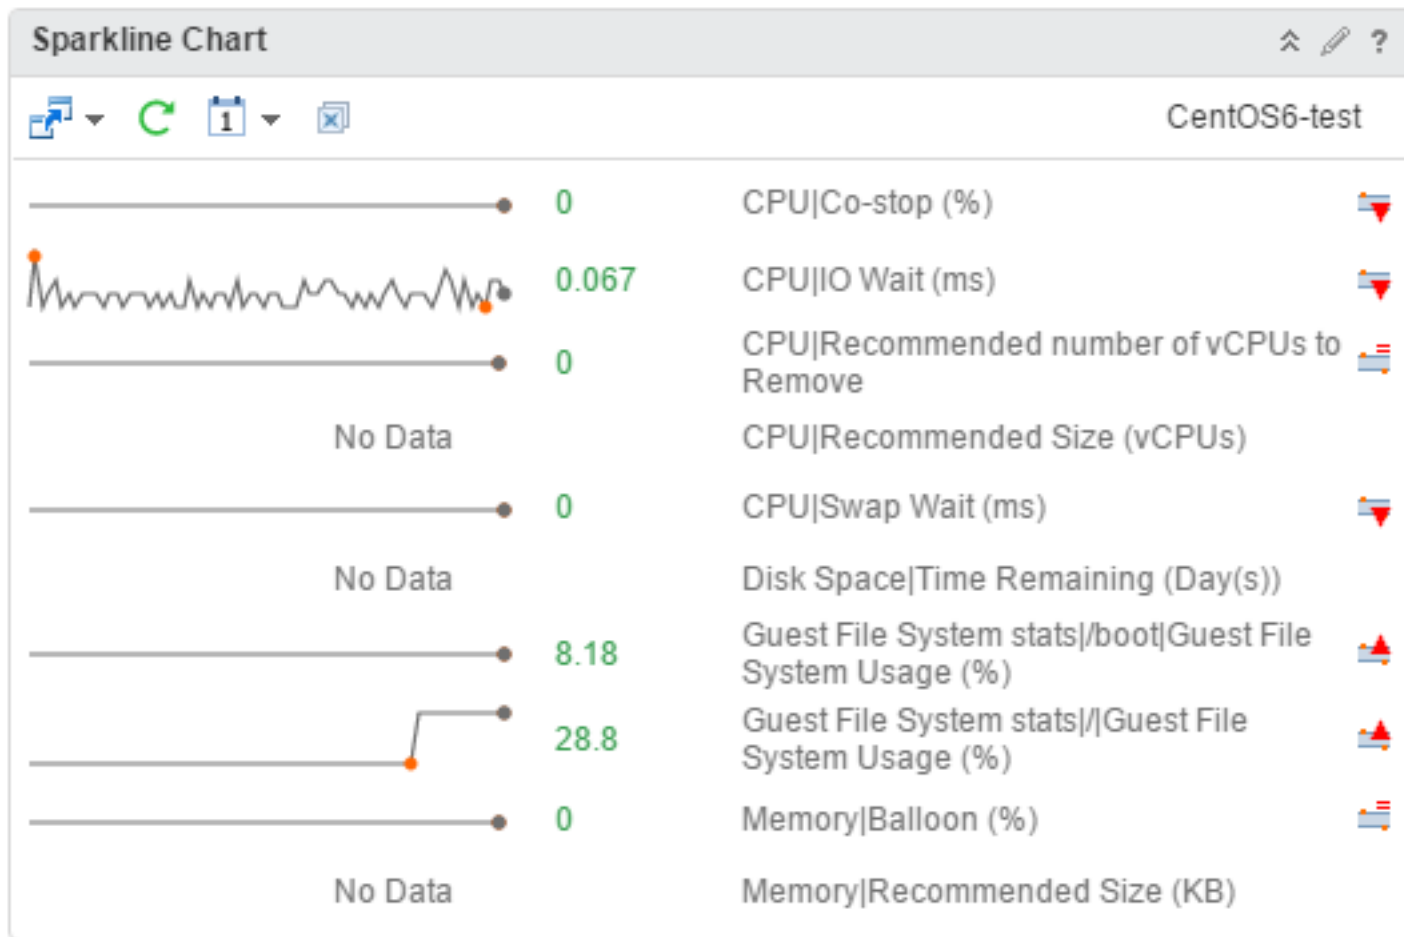 Sparkline Chart
?
1
CentOS6-test
0 CPU|Co-stop (%)
0.067 CPU|IO Wait (ms)
0 CPU|Recommended number of vCPUs to
Remove
No Data CPU|Recommended Size (vCPUs)
0 CPU|Swap Wait (ms)
No Data Disk Space|Time Remaining (Day(s))
8.18 Guest File System stats|/boot|Guest File
System Usage (%)
28.8 Guest File System stats|/|Guest File
System Usage (%)
0 Memory|Balloon (%)
No Data Memory|Recommended Size (KB)